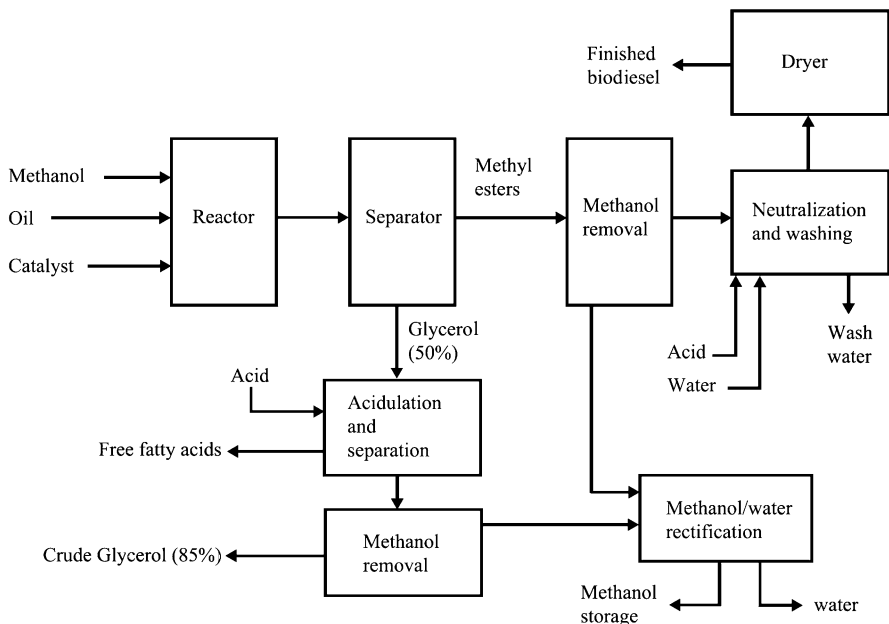 Finished
biodiesel
Dryer
Methanol
Oil
Catalyst
Reactor
Separator
Methyl
esters
Methanol
removal
Neutralization
and washing
Glycerol
(50%)
Acid
Water
Wash
water
Acid
Acidulation
and
separation
Free fatty acids
Methanol
removal
Crude Glycerol (85%)
Methanol/water
rectification
Methanol
storage
water